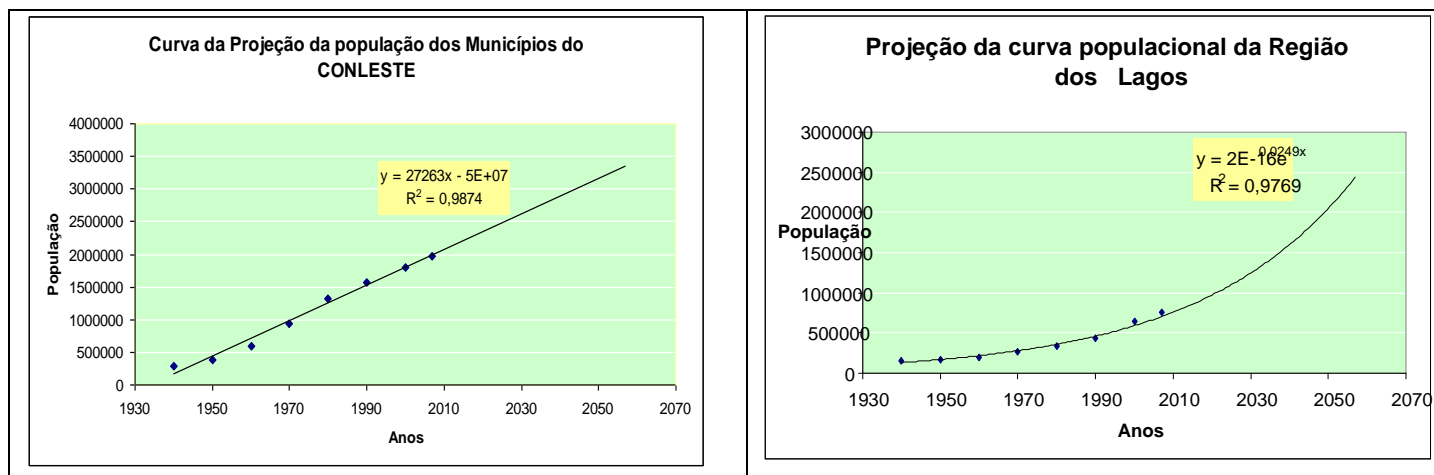 Curva da Projeção da população dos Municípios do
CONLESTE
4000000
3500000
3000000
2500000
2000000
1500000
1000000
500000
0
População
y = 27263x - 5E+07
R² = 0,9874
1930 1950 1970 1990 2010 2030 2050 2070
Anos
Projeção da curva populacional da Região
dos Lagos
3000000
2500000
2000000
População
1500000
1000000
500000
0
y = 2E-16e^0,0249x
R² = 0,9769
1930 1950 1970 1990 2010 2030 2050 2070
Anos